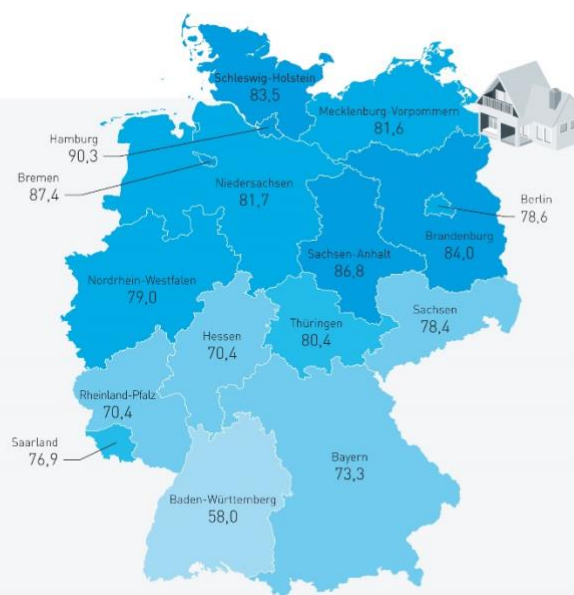 Schleswig-Holstein
83,5
Mecklenburg-Vorpommern
81,6
Hamburg
90,3
Bremen
87,4
Niedersachsen
81,7
Berlin
78,6
Brandenburg
84,0
Sachsen-Anhalt
86,8
Nordrhein-Westfalen
79,0
Sachsen
78,4
Thüringen
80,4
Hessen
70,4
Rheinland-Pfalz
70,4
Saarland
76,9
Bayern
73,3
Baden-Württemberg
58,0